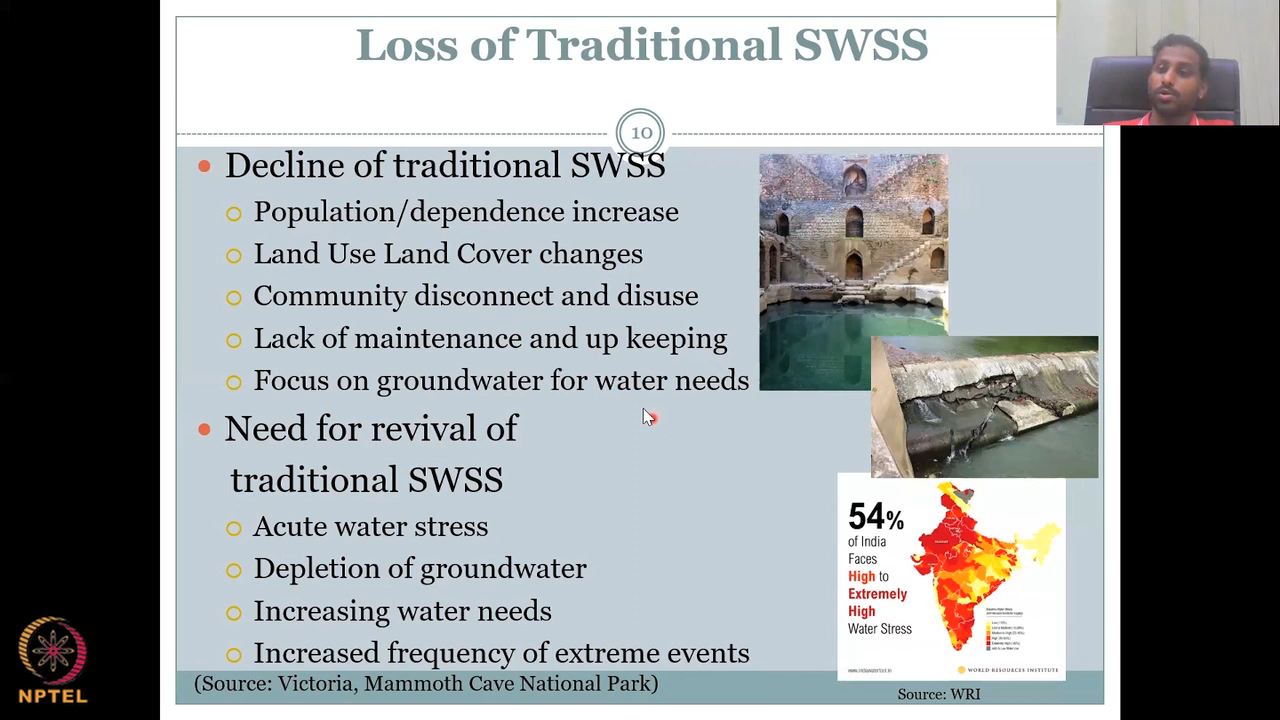 Loss of Traditional SWSS
10
Decline of traditional SWSS
Population/dependence increase
Land Use Land Cover changes
Community disconnect and disuse
Lack of maintenance and up keeping
Focus on groundwater for water needs
Need for revival of
traditional SWSS
Acute water stress
Depletion of groundwater
Increasing water needs
Increased frequency of extreme events
(Source: Victoria, Mammoth Cave National Park)
54%
of India
Faces
High to
Extremely
High
Water Stress
WORLD RESOURCES INSTITUTE
Source: WRI
NPTEL